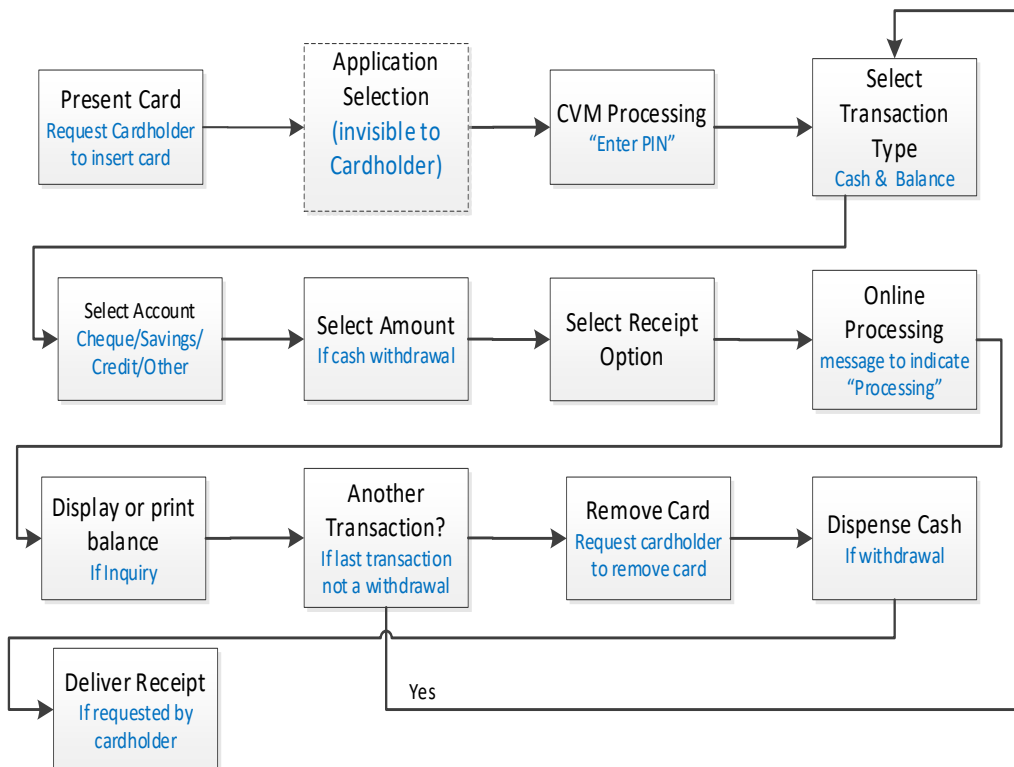 Present Card
Request Cardholder
to insert card
Application
Selection
(invisible to
Cardholder)
CVM Processing
“Enter PIN”
Select
Transaction
Type
Cash & Balance
Select Account
Cheque/Savings/
Credit/Other
Select Amount
If cash withdrawal
Select Receipt
Option
Online
Processing
message to indicate
“Processing”
Display or print
balance
If Inquiry
Another
Transaction?
If last transaction
not a withdrawal
Remove Card
Request cardholder
to remove card
Dispense Cash
If withdrawal
Deliver Receipt
If requested by
cardholder
Yes